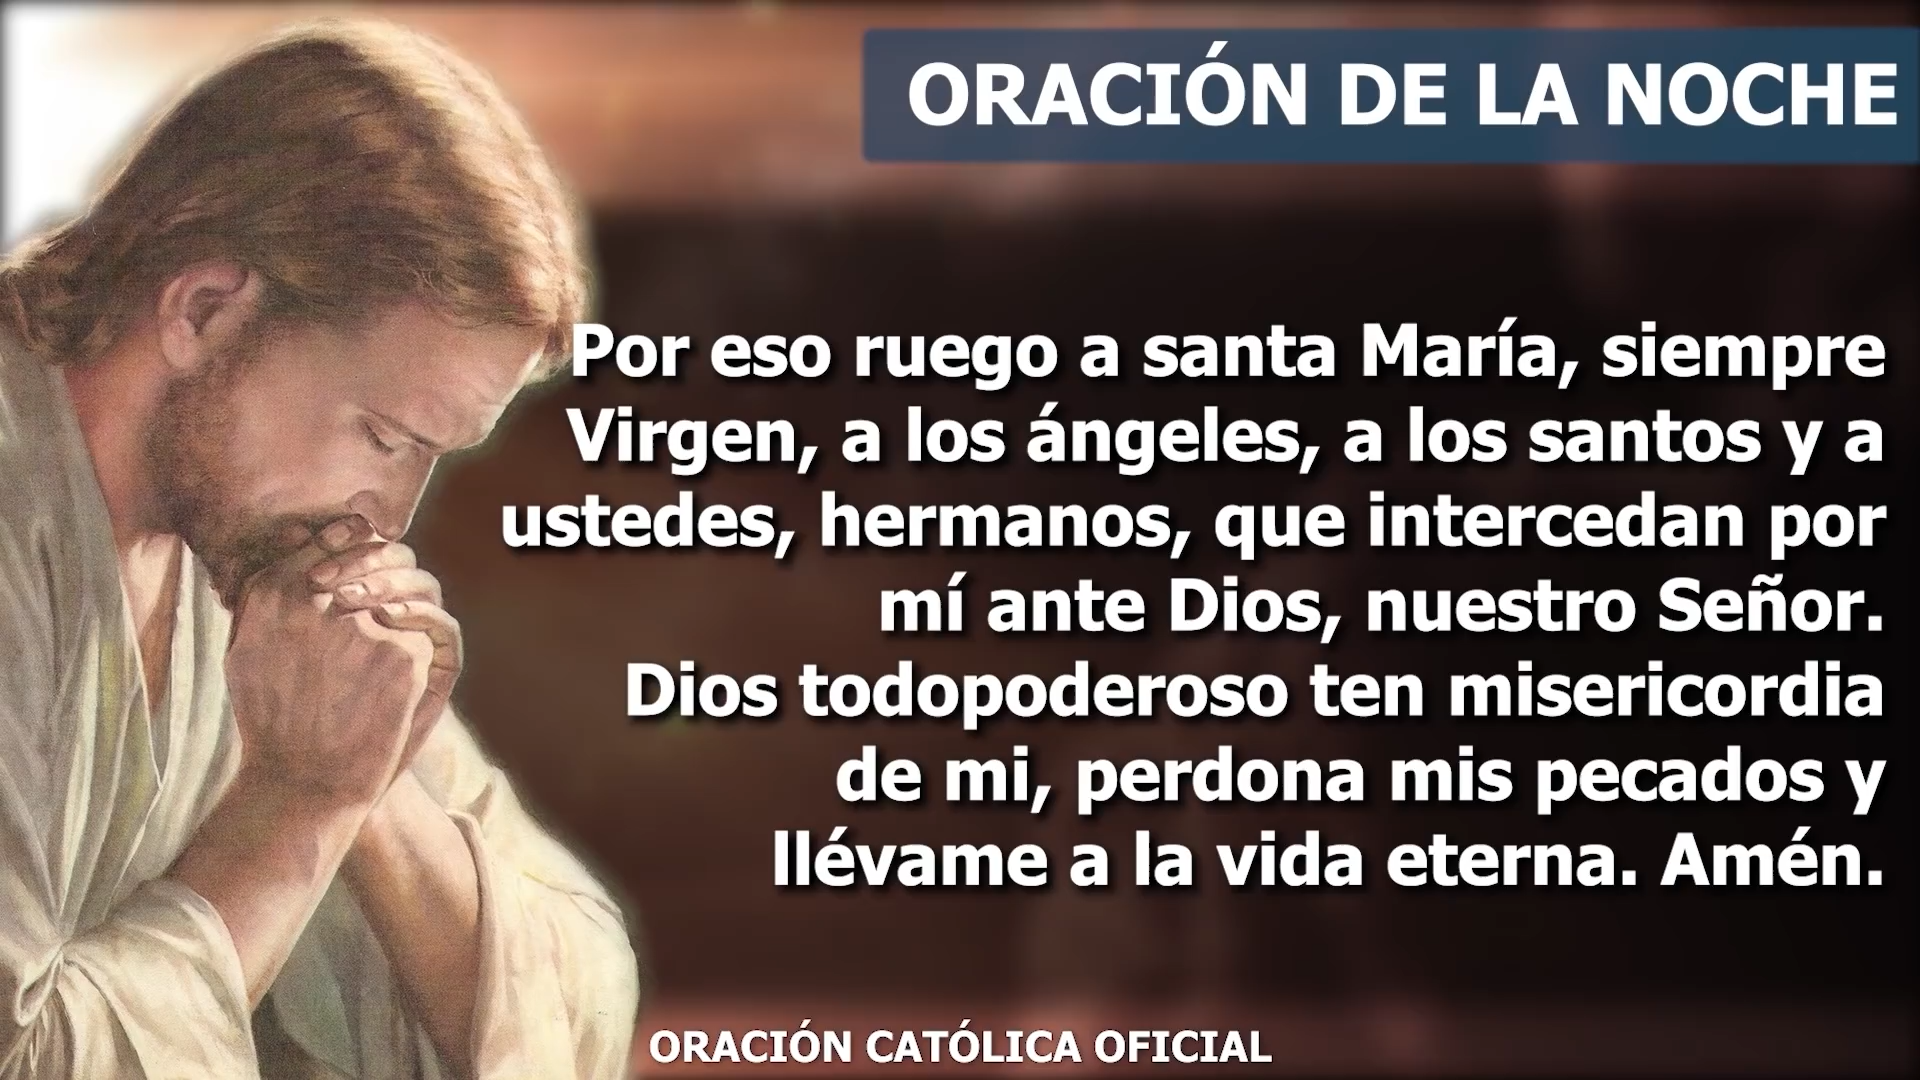 ORACIÓN DE LA NOCHE
Por eso ruego a santa María, siempre
Virgen, a los ángeles, a los santos y a
ustedes, hermanos, que intercedan por
mí ante Dios, nuestro Señor.
Dios todopoderoso ten misericordia
de mi, perdona mis pecados y
llévame a la vida eterna. Amén.
ORACIÓN CATÓLICA OFICIAL